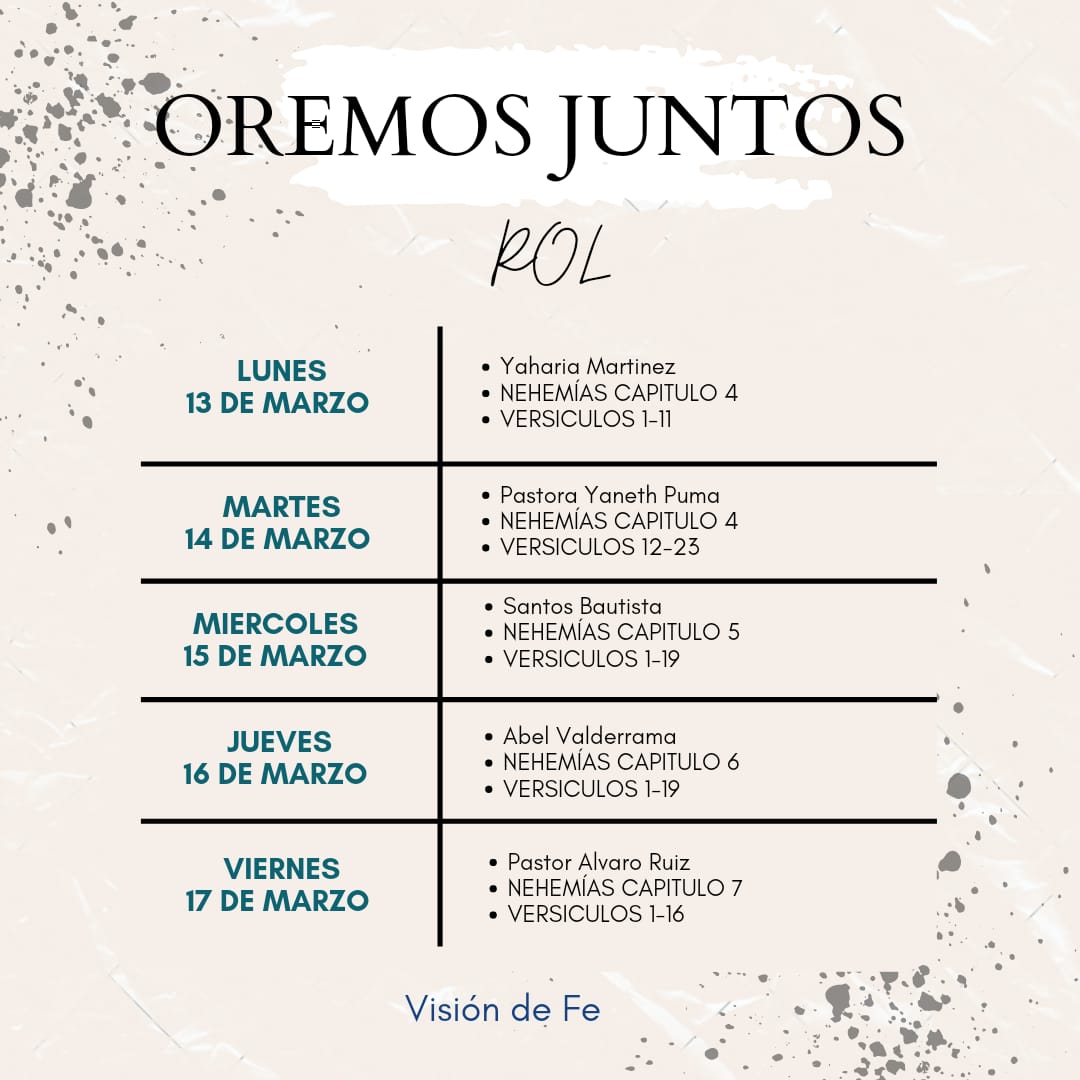 OREMOS JUNTOS
ROL
LUNES
13 DE MARZO
• Yaharia Martinez
• NEHEMÍAS CAPITULO 4
• VERSICULOS 1-11
MARTES
14 DE MARZO
• Pastora Yaneth Puma
• NEHEMÍAS CAPITULO 4
• VERSICULOS 12-23
MIERCOLES
15 DE MARZO
• Santos Bautista
• NEHEMÍAS CAPITULO 5
• VERSICULOS 1-19
JUEVES
16 DE MARZO
• Abel Valderrama
• NEHEMÍAS CAPITULO 6
• VERSICULOS 1-19
VIERNES
17 DE MARZO
• Pastor Alvaro Ruiz
• NEHEMÍAS CAPITULO 7
• VERSICULOS 1-16
Visión de Fe